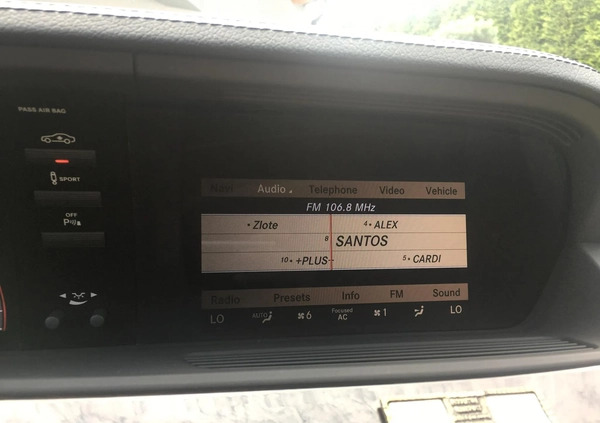 PASS AIR BAG
SPORT
OFF
P
Navi Audio Telephone Video Vehicle
FM 106.8 MHz
• Zlote 4• ALEX
8 SANTOS
10• +PLUS- 5• CARDI
Radio Presets Info FM Sound
LO AUTO 6 Focused AC 1 LO